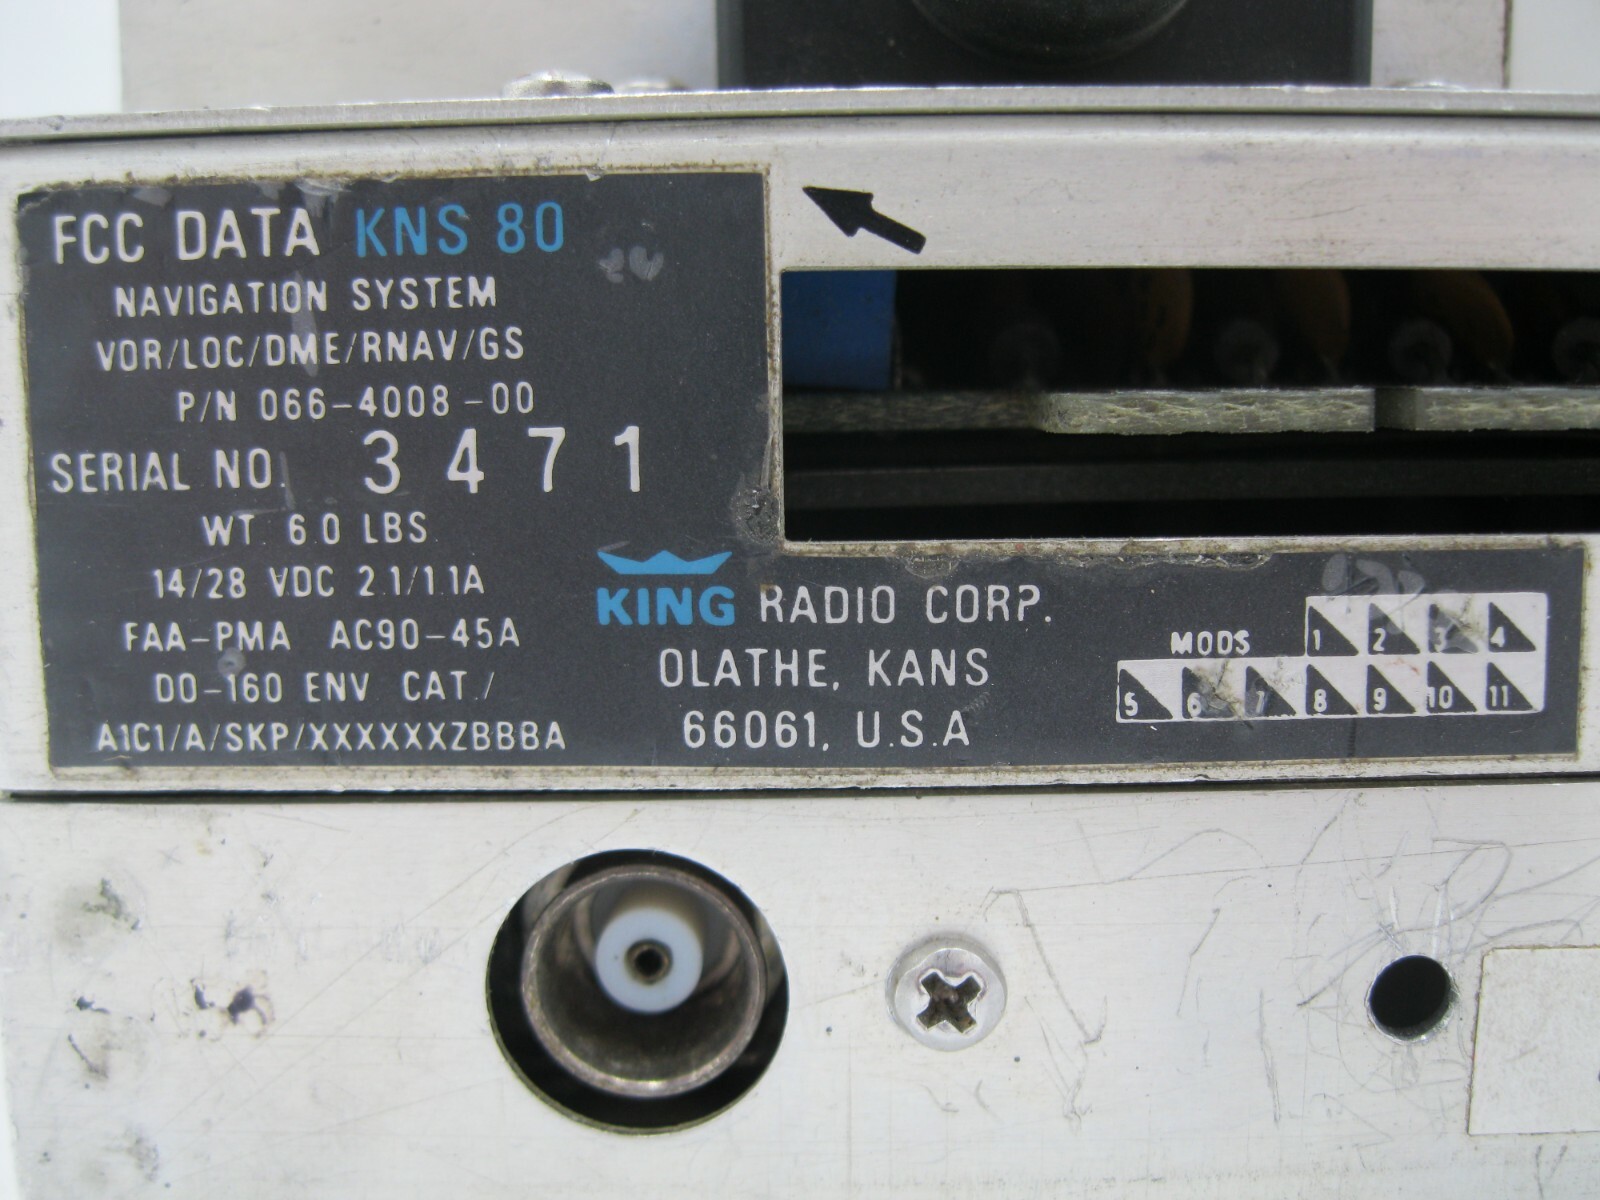 FCC DATA KNS 80
NAVIGATION SYSTEM
VOR/LOC/DME/RNAV/GS
P/N 066-4008-00
SERIAL NO. 3471
WT. 6.0 LBS.
14/28 VDC 2.1/1.1A
FAA-PMA AC90-45A
DO-160 ENV CAT./
A1C1/A/SKP/XXXXXXZBBBA
KING RADIO CORP.
OLATHE, KANS.
66061, U.S.A
MODS 1 2 3 4
5 6 7 8 9 10 11